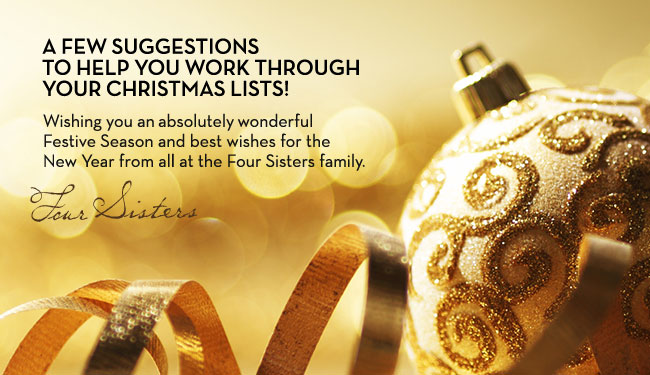 A FEW SUGGESTIONS
TO HELP YOU WORK THROUGH
YOUR CHRISTMAS LISTS!
Wishing you an absolutely wonderful
Festive Season and best wishes for the
New Year from all at the Four Sisters family.
Four Sisters